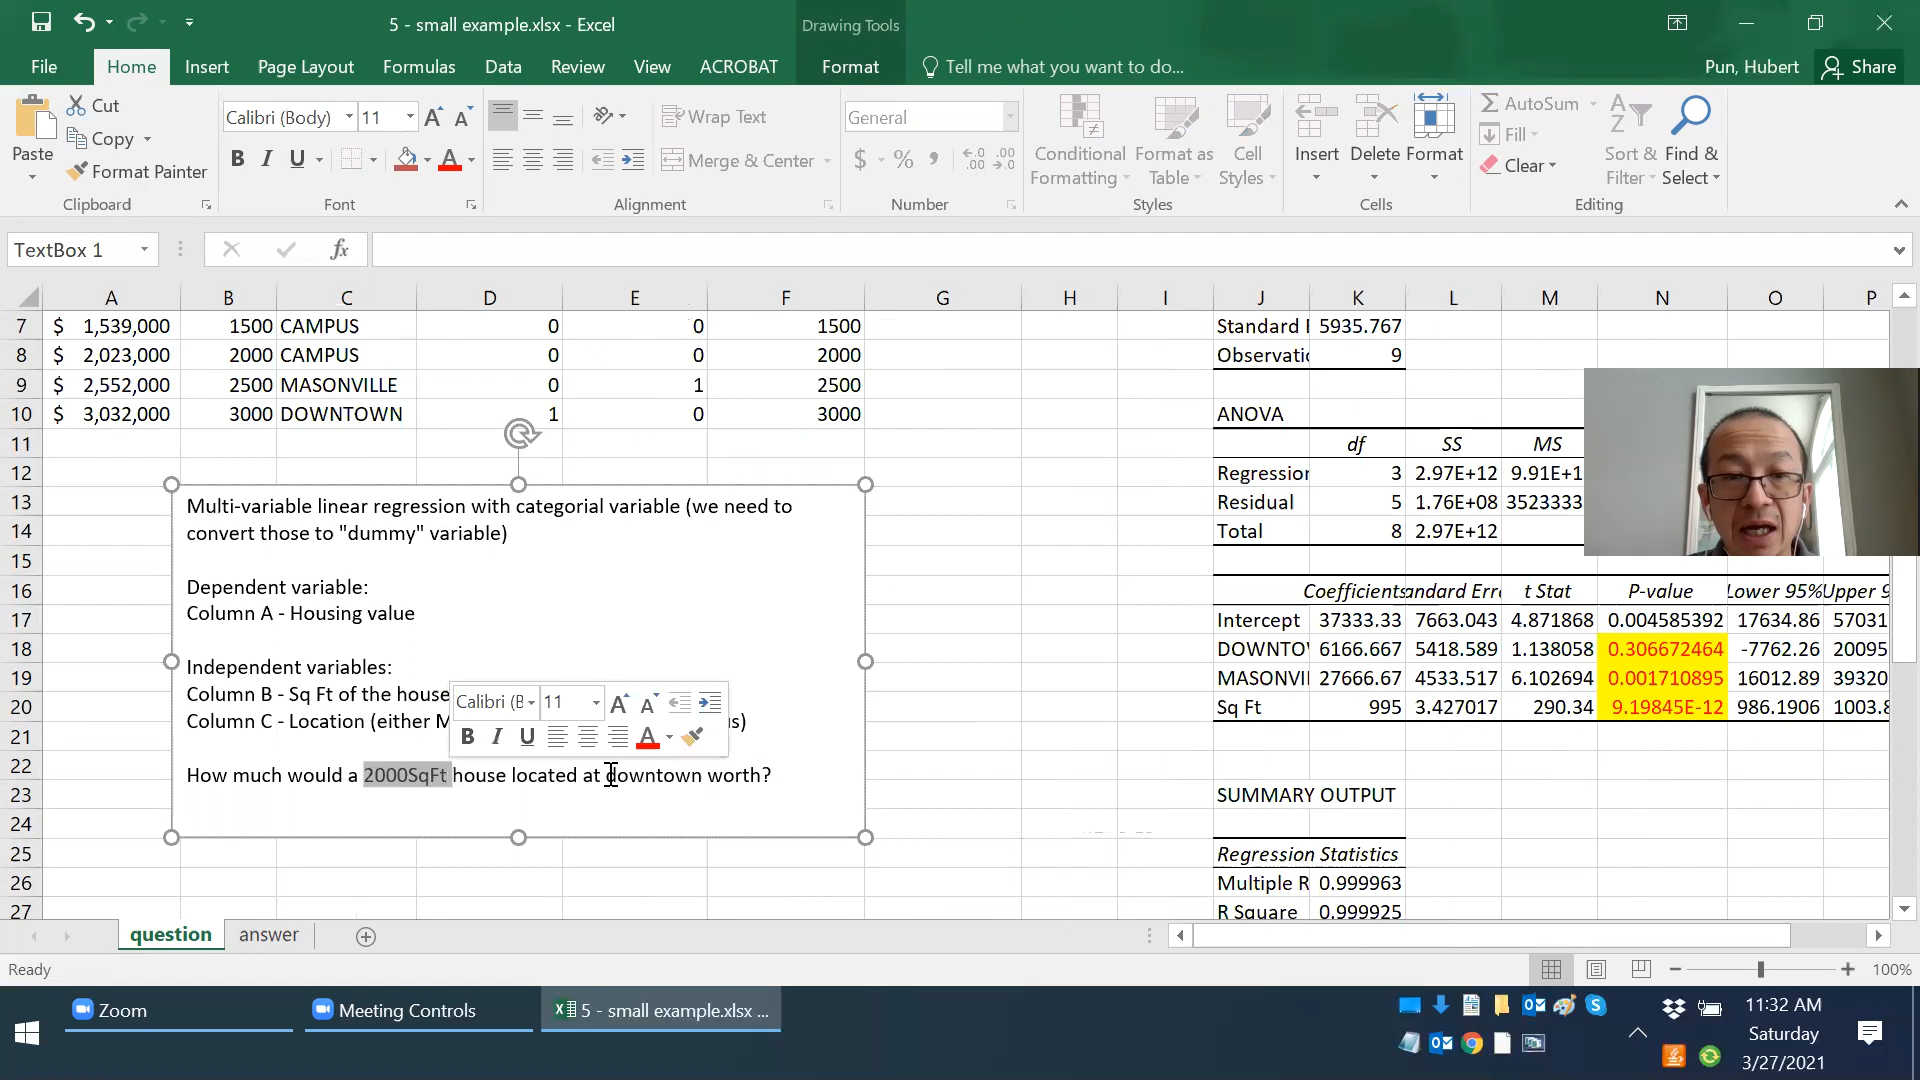 5 - small example.xlsx - Excel
Drawing Tools
File Home Insert Page Layout Formulas Data Review View ACROBAT Format Tell me what you want to do... Pun, Hubert Share
Paste
Cut
Copy
Format Painter
Clipboard
Calibri (Body) 11
B I U
Font
Wrap Text
Merge & Center
Alignment
General
$ % , .00
Number
Conditional Formatting
Format as Table
Cell Styles
Styles
Insert Delete Format
Cells
AutoSum
Fill
Clear
Sort & Filter
Find & Select
Editing
TextBox 1 fx
A B C D E F G H I J K L M N O P
7 $ 1,539,000 1500 CAMPUS 0 0 1500 Standard E 5935.767
8 $ 2,023,000 2000 CAMPUS 0 0 2000 Observatio 9
9 $ 2,552,000 2500 MASONVILLE 0 1 2500
10 $ 3,032,000 3000 DOWNTOWN 1 0 3000 ANOVA
11 df SS MS
12 Regression 3 2.97E+12 9.91E+1
13 Residual 5 1.76E+08 3523333
14 Total 8 2.97E+12
15
16 Coefficients andard Erro t Stat P-value Lower 95% Upper 9
17 Intercept 37333.33 7663.043 4.871868 0.004585392 17634.86 57031
18 DOWNTOV 6166.667 5418.589 1.138058 0.306672464 -7762.26 20095
19 MASONVI 27666.67 4533.517 6.102694 0.001710895 16012.89 39320
20 Sq Ft 995 3.427017 290.34 9.19845E-12 986.1906 1003.8
21
22
23 SUMMARY OUTPUT
24
25 Regression Statistics
26 Multiple R 0.999963
27 R Square 0.999925
Multi-variable linear regression with categorial variable (we need to
convert those to "dummy" variable)
Dependent variable:
Column A - Housing value
Independent variables:
Column B - Sq Ft of the house
Column C - Location (either M
us)
How much would a 2000SqFt house located at downtown worth?
Calibri (B 11
B I U A
question answer
Ready 100%
Zoom
Meeting Controls
5 - small example.xlsx ...
11:32 AM
Saturday
3/27/2021